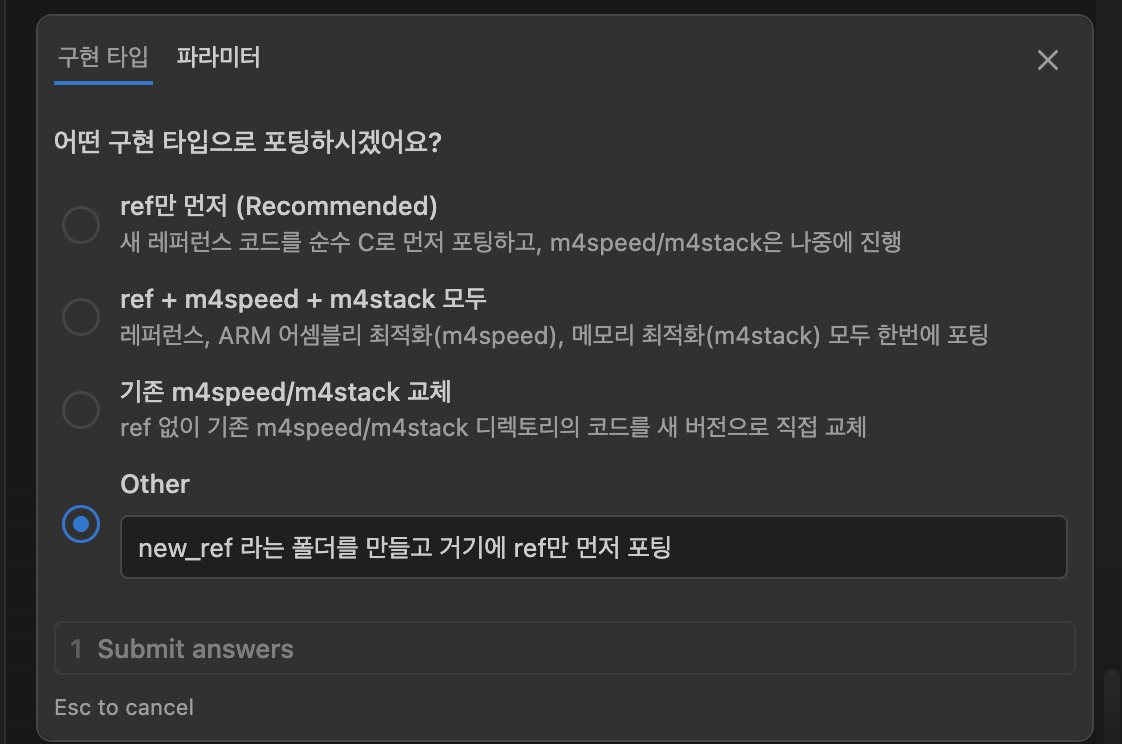 구현 타입 파라미터
어떤 구현 타입으로 포팅하시겠어요?
ref만 먼저 (Recommended)
새 레퍼런스 코드를 순수 C로 먼저 포팅하고, m4speed/m4stack은 나중에 진행
ref + m4speed + m4stack 모두
레퍼런스, ARM 어셈블리 최적화(m4speed), 메모리 최적화(m4stack) 모두 한번에 포팅
기존 m4speed/m4stack 교체
ref 없이 기존 m4speed/m4stack 디렉토리의 코드를 새 버전으로 직접 교체
Other
new_ref 라는 폴더를 만들고 거기에 ref만 먼저 포팅
1 Submit answers
Esc to cancel